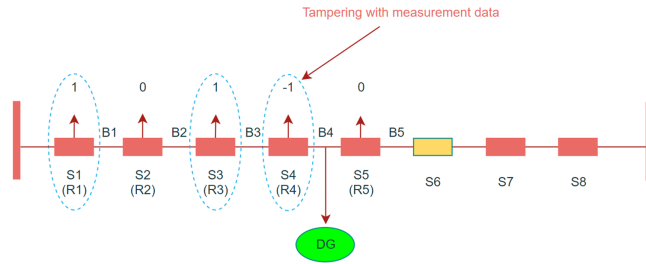 Tampering with measurement data
1 0 1 -1 0
B1 B2 B3 B4 B5
S1 S2 S3 S4 S5 S6 S7 S8
(R1) (R2) (R3) (R4) (R5)
DG